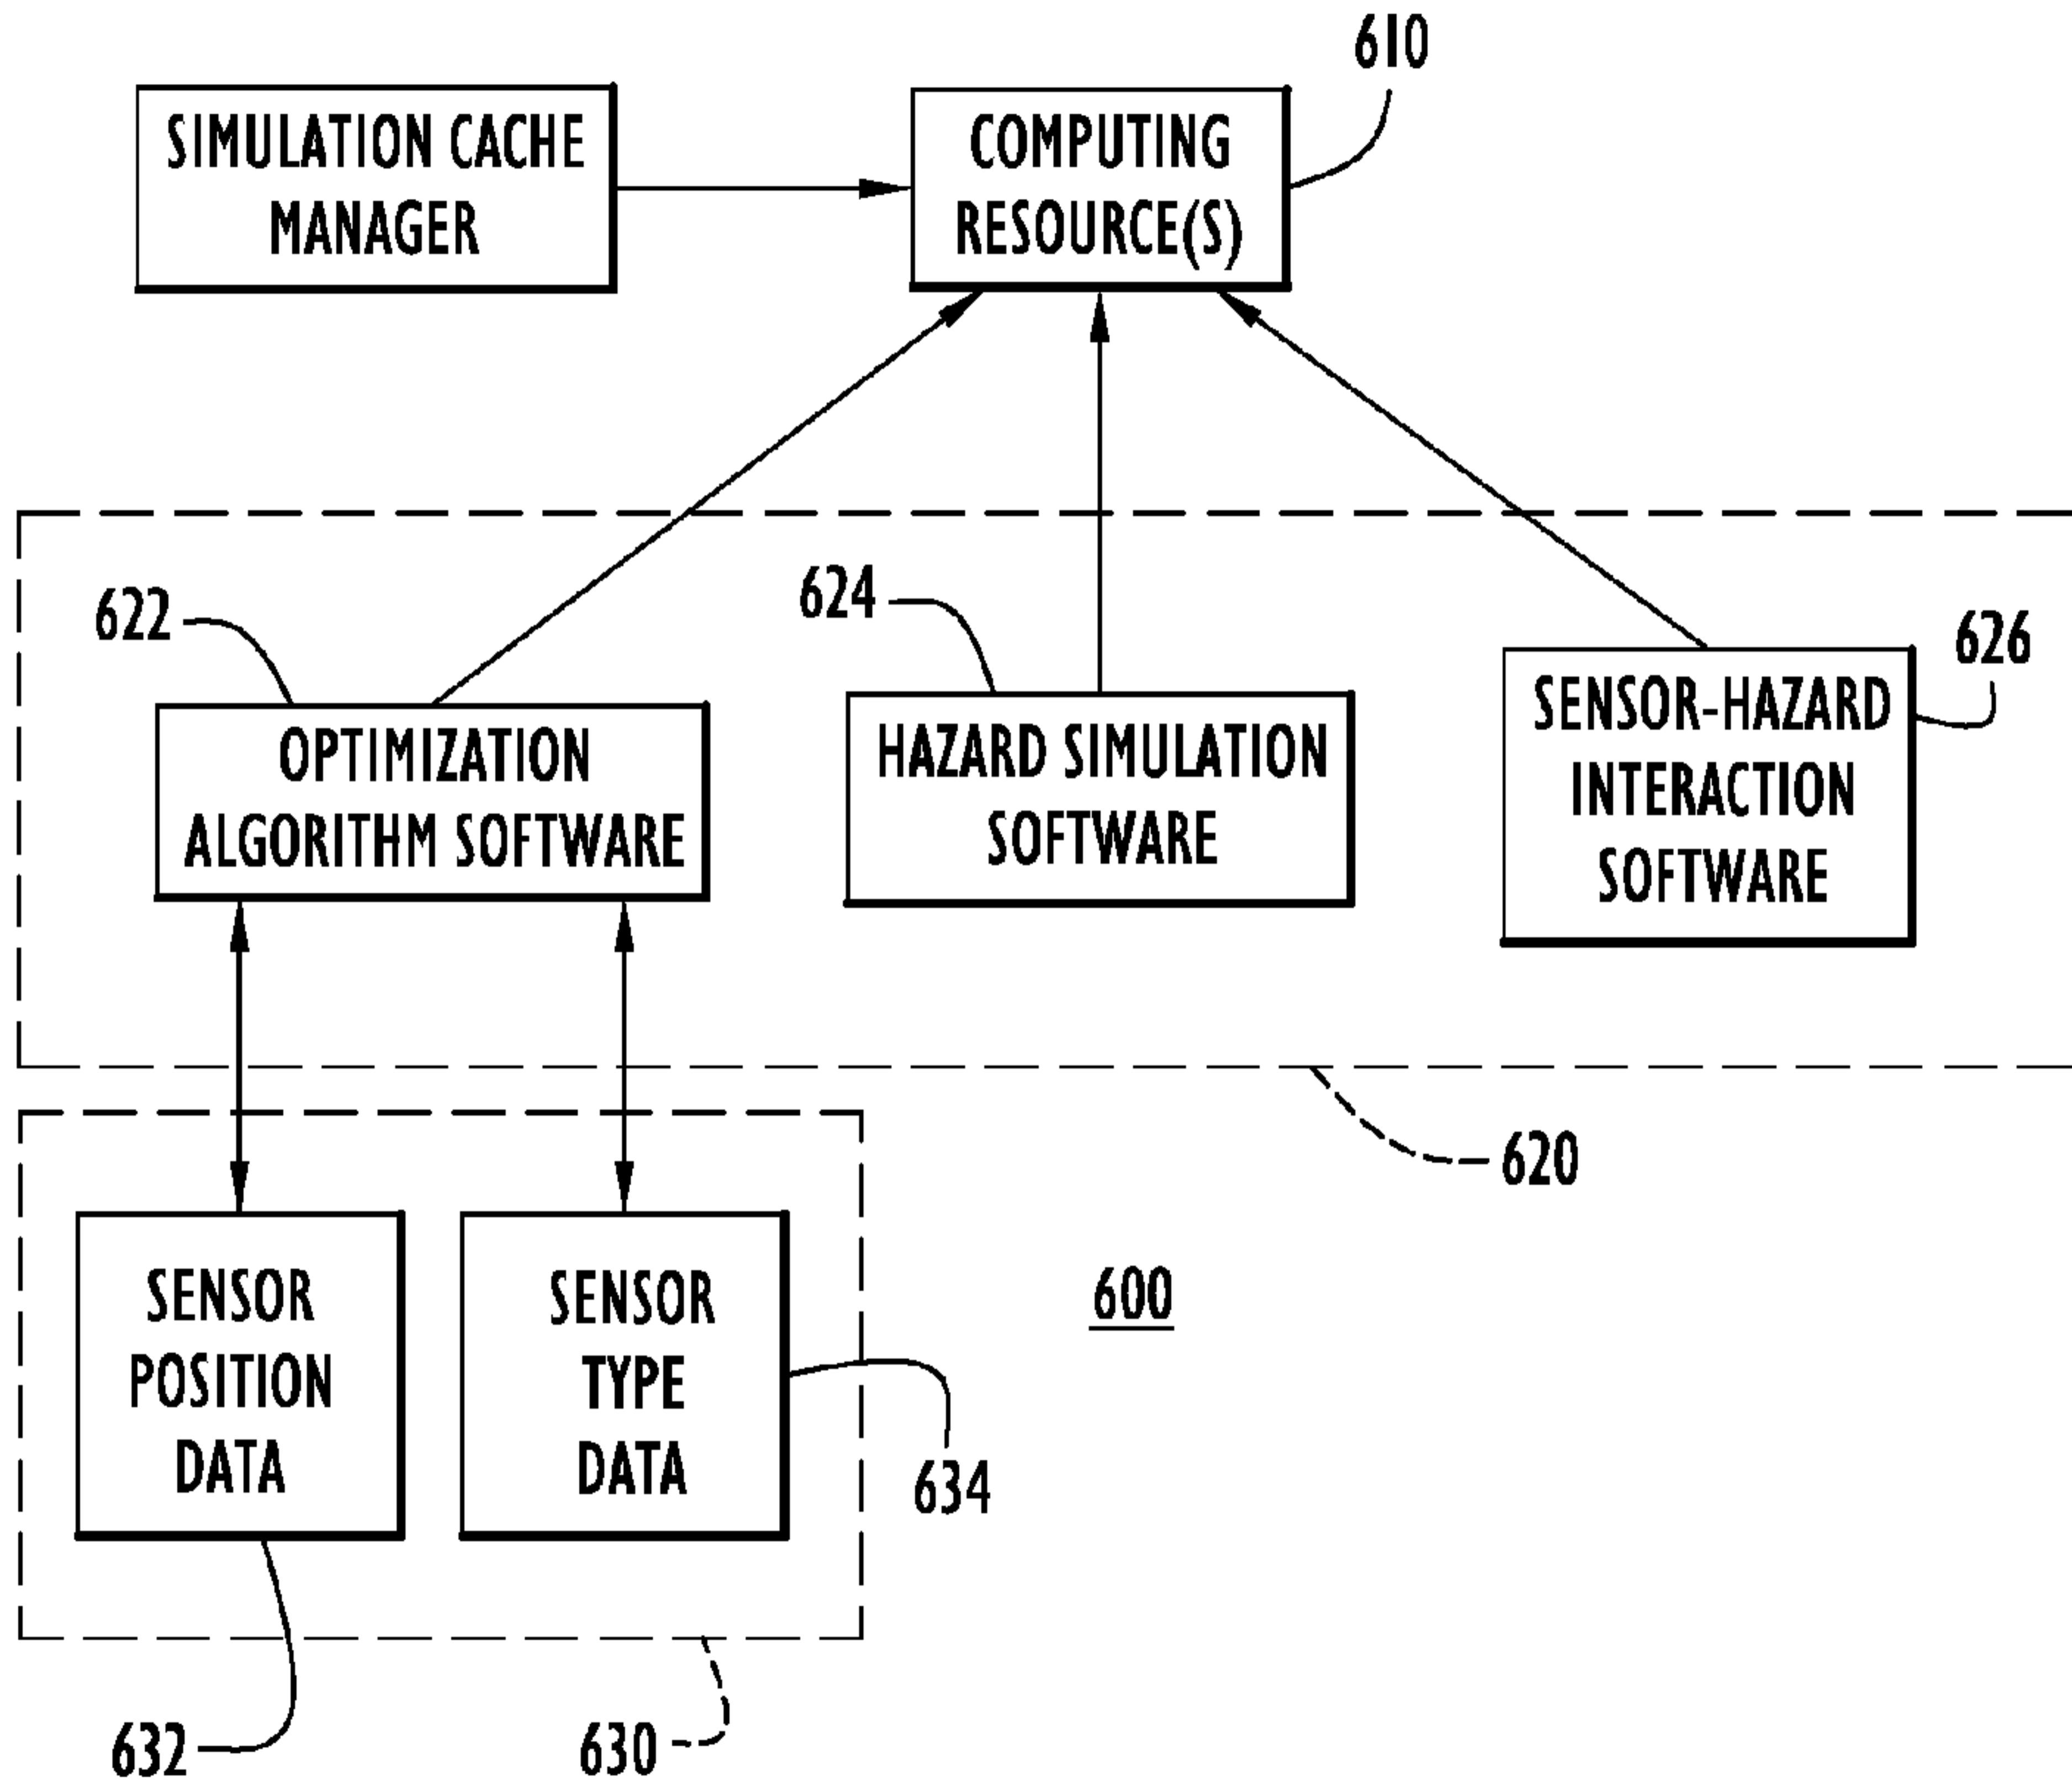 610
SIMULATION CACHE
MANAGER
COMPUTING
RESOURCE(S)
622
624
626
OPTIMIZATION
ALGORITHM SOFTWARE
HAZARD SIMULATION
SOFTWARE
SENSOR-HAZARD
INTERACTION
SOFTWARE
620
SENSOR
POSITION
DATA
SENSOR
TYPE
DATA
600
634
632
630